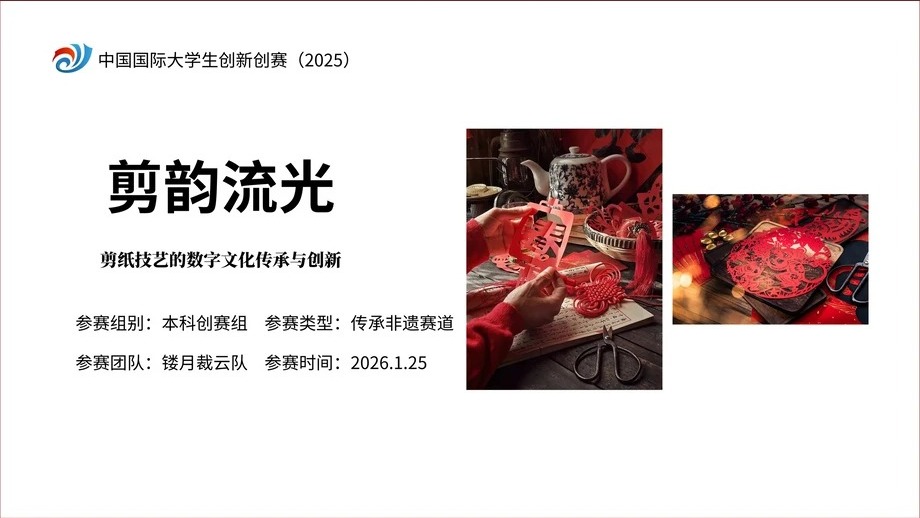 中国国际大学生创新创赛（2025）
剪韵流光
剪纸技艺的数字文化传承与创新
参赛组别：本科创赛组 参赛类型：传承非遗赛道
参赛团队：镂月裁云队 参赛时间：2026.1.25